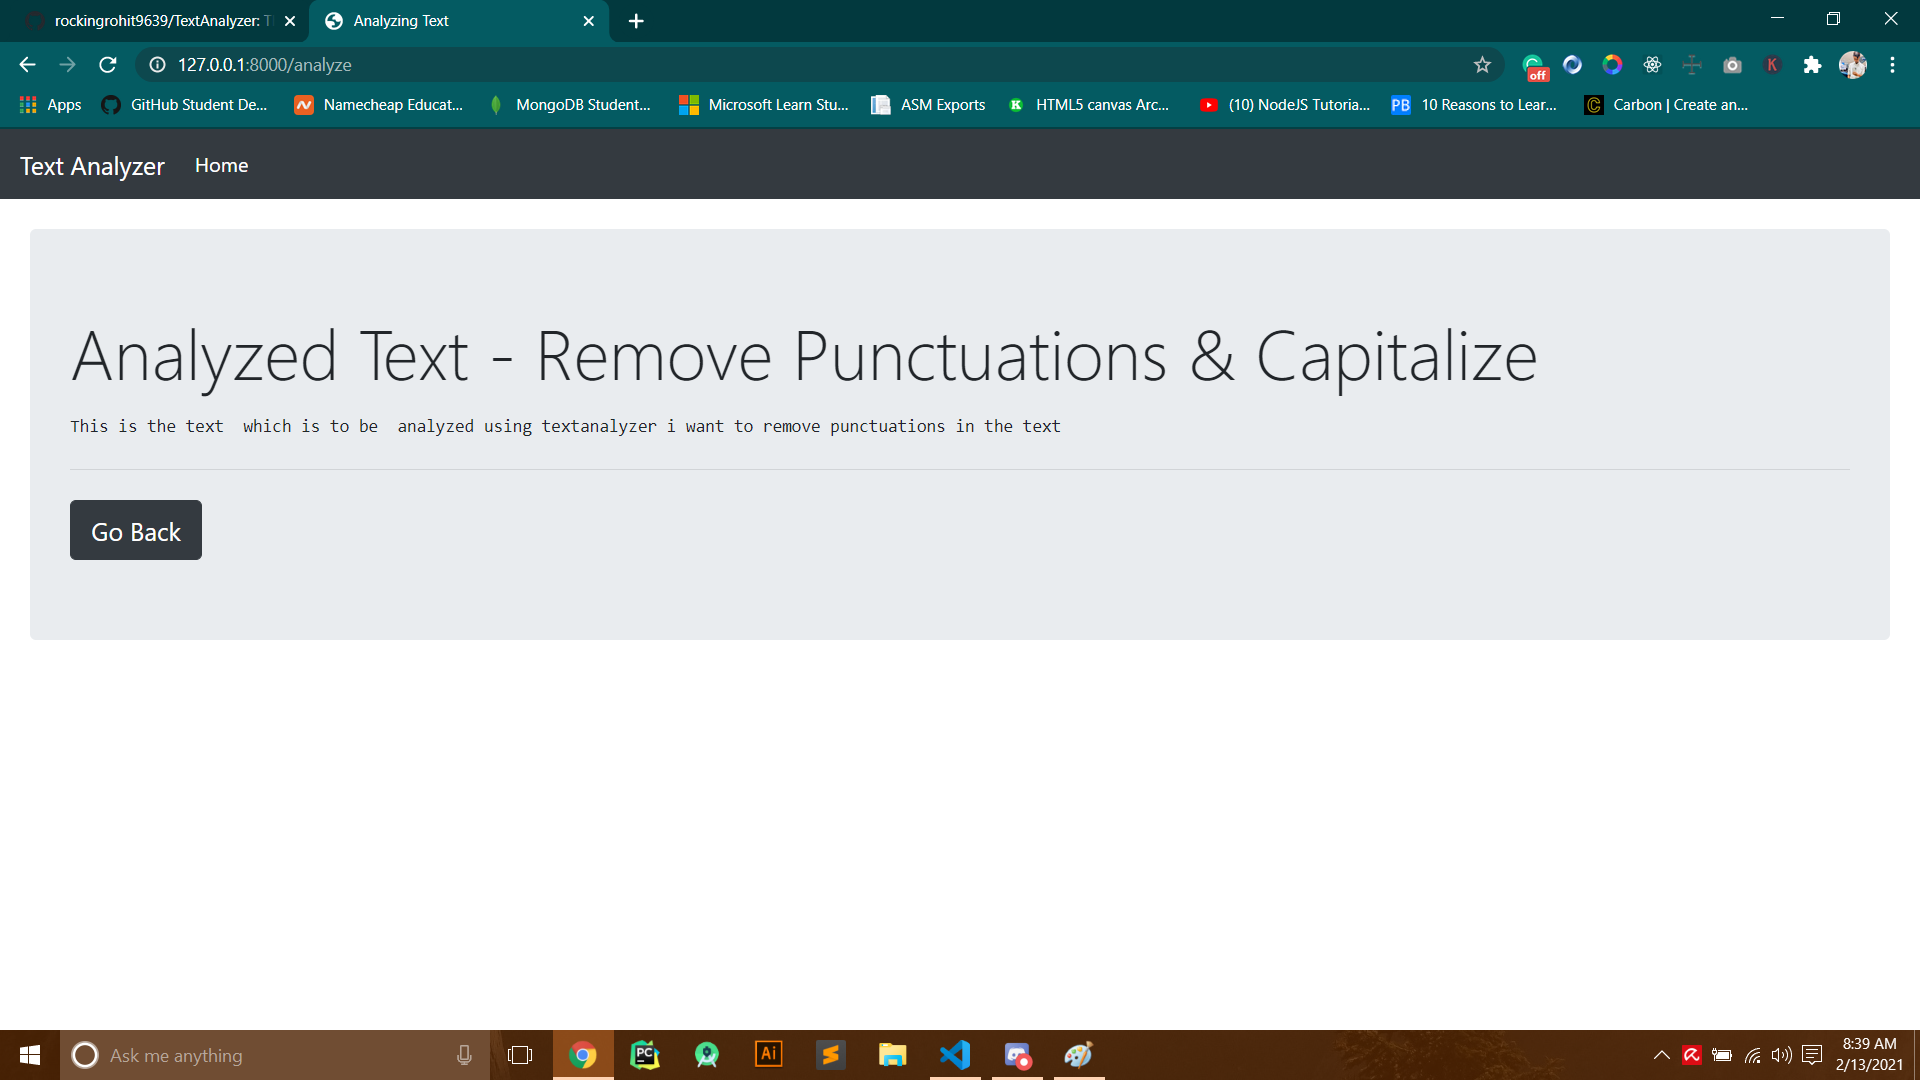 rockingrohit9639/TextAnalyzer: T
Analyzing Text
127.0.0.1:8000/analyze
off
K
Apps
GitHub Student De...
Namecheap Educat...
MongoDB Student...
Microsoft Learn Stu...
ASM Exports
HTML5 canvas Arc...
(10) NodeJS Tutoria...
PB
10 Reasons to Lear...
C
Carbon | Create an...
Text Analyzer
Home
Analyzed Text - Remove Punctuations & Capitalize
This is the text  which is to be  analyzed using textanalyzer i want to remove punctuations in the text
Go Back
Ask me anything
PC
Ai
8:39 AM
2/13/2021